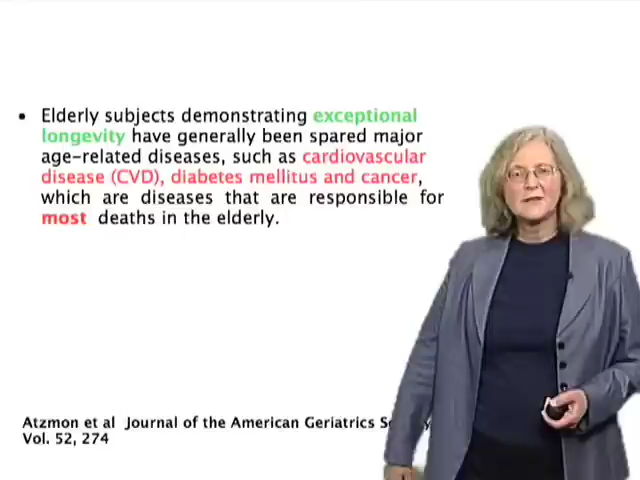 • Elderly subjects demonstrating exceptional
longevity have generally been spared major
age-related diseases, such as cardiovascular
disease (CVD), diabetes mellitus and cancer,
which are diseases that are responsible for
most deaths in the elderly.
Atzmon et al Journal of the American Geriatrics
Vol. 52, 274